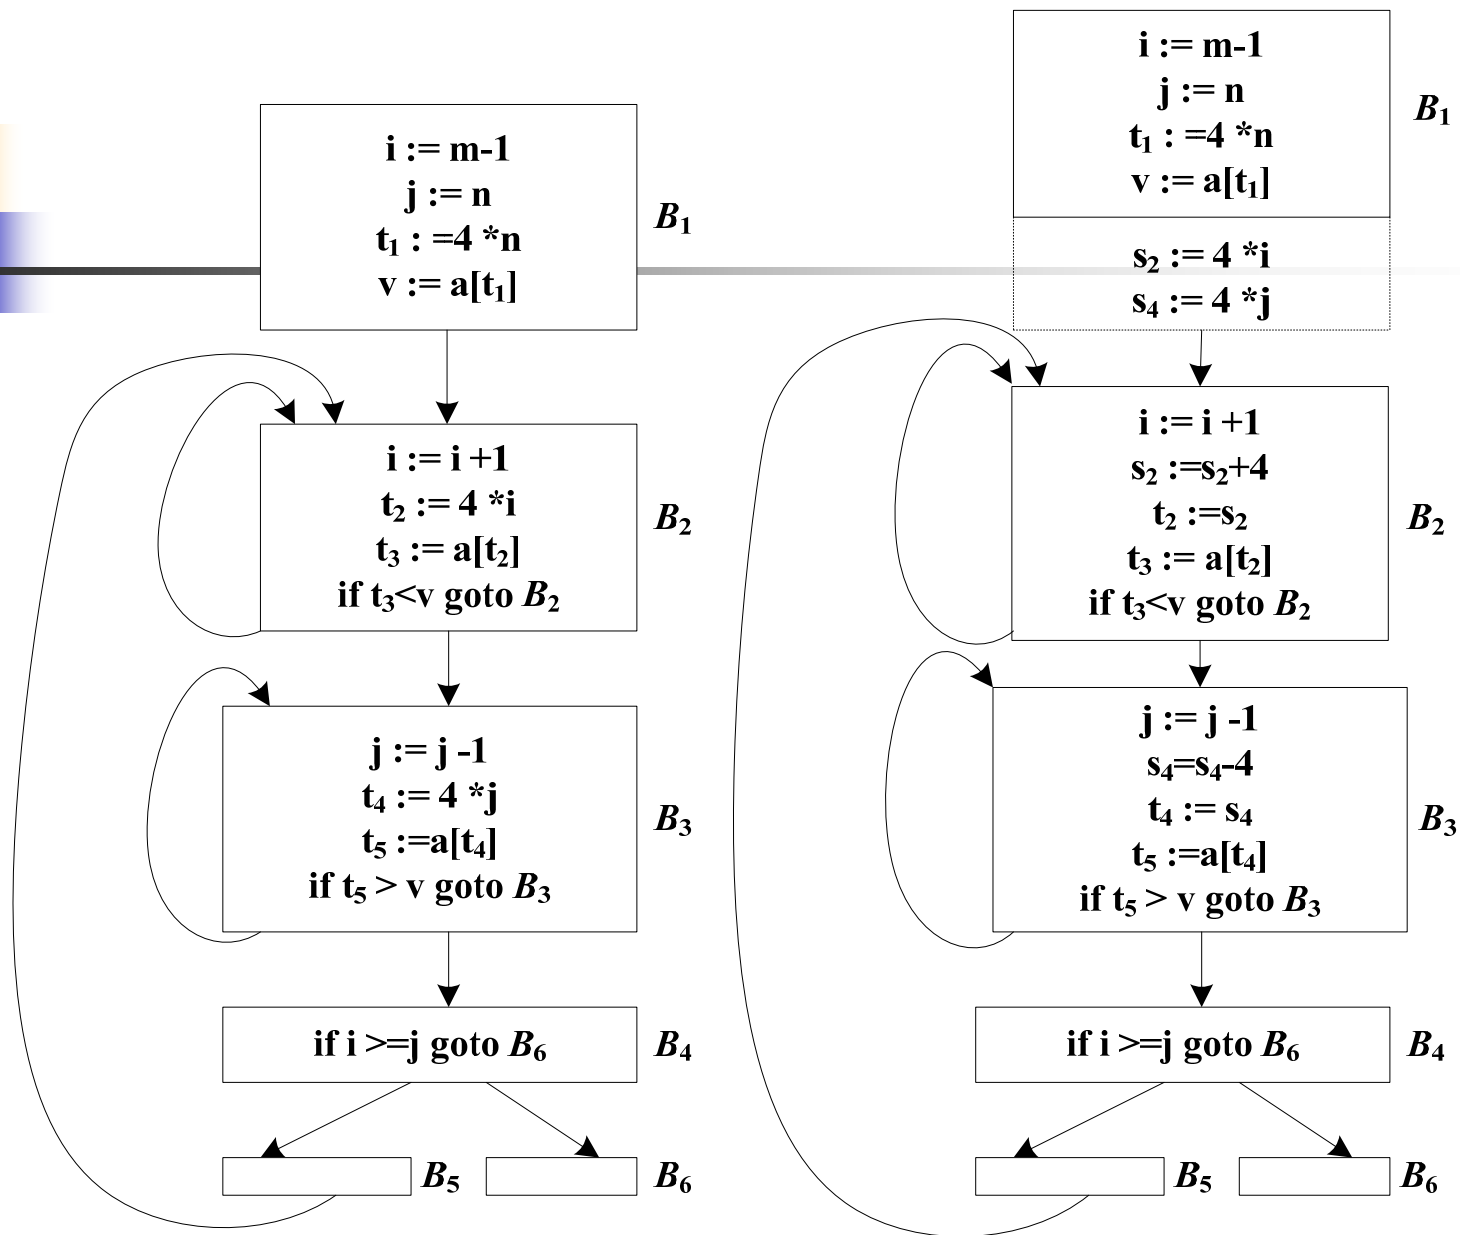 i := m-1
j := n
t₁ : =4 *n
v := a[t₁]
B₁
i := i +1
t₂ := 4 *i
t₃ := a[t₂]
if t₃<v goto B₂
B₂
j := j -1
t₄ := 4 *j
t₅ :=a[t₄]
if t₅ > v goto B₃
B₃
if i >=j goto B₆
B₄
B₅
B₆
i := m-1
j := n
t₁ : =4 *n
v := a[t₁]
B₁
s₂ := 4 *i
s₄ := 4 *j
i := i +1
s₂ :=s₂+4
t₂ :=s₂
t₃ := a[t₂]
if t₃<v goto B₂
B₂
j := j -1
s₄=s₄-4
t₄ := s₄
t₅ :=a[t₄]
if t₅ > v goto B₃
B₃
if i >=j goto B₆
B₄
B₅
B₆